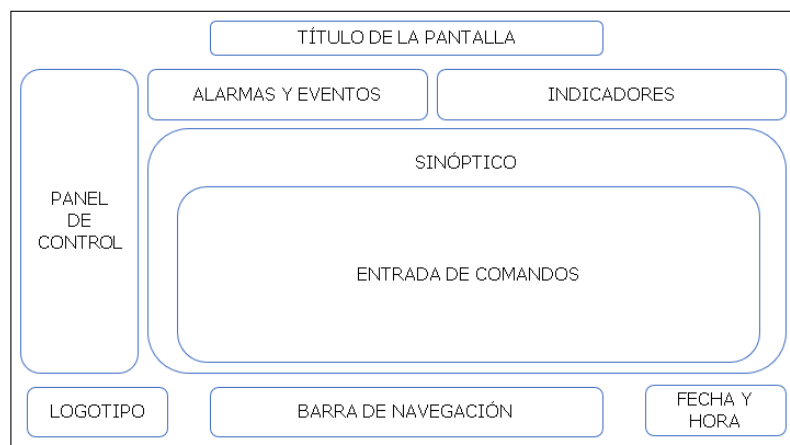 TÍTULO DE LA PANTALLA
ALARMAS Y EVENTOS
INDICADORES
PANEL
DE
CONTROL
SINÓPTICO
ENTRADA DE COMANDOS
LOGOTIPO
BARRA DE NAVEGACIÓN
FECHA Y
HORA